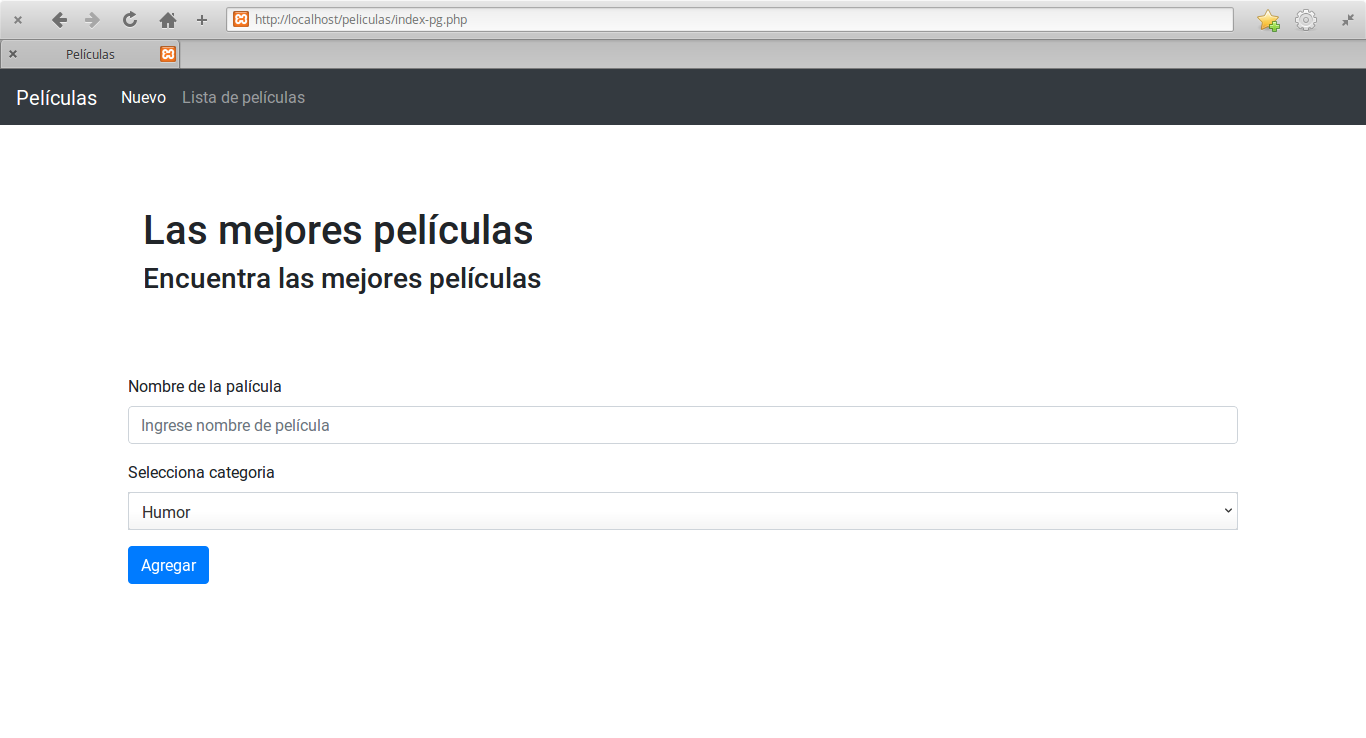 http://localhost/peliculas/index-pg.php
Películas
Películas Nuevo Lista de películas
Las mejores películas
Encuentra las mejores películas
Nombre de la palícula
Ingrese nombre de película
Selecciona categoria
Humor
Agregar